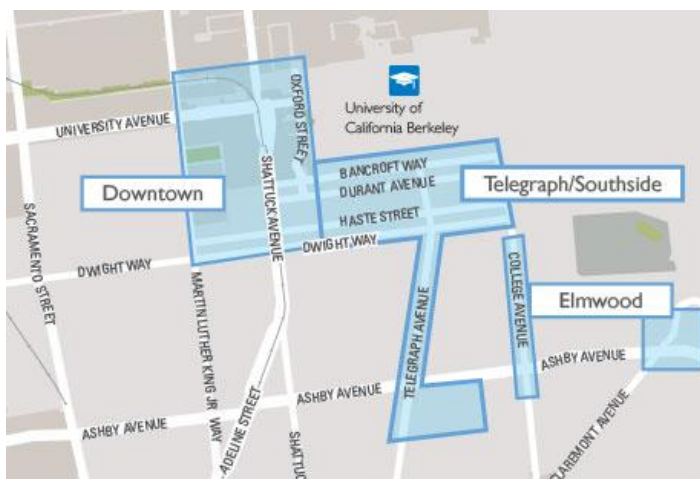 OXFORD STREET
University of
California Berkeley
UNIVERSITY AVENUE
SHATTUCK AVENUE
BANCROFT WAY
DURANT AVENUE
Downtown
Telegraph/Southside
SACRAMENTO STREET
HASTE STREET
DWIGHT WAY
DWIGHT WAY
COLLEGE AVENUE
MARTIN LUTHER KING JR WAY
Elmwood
TELEGRAPH AVENUE
ASHBY AVENUE
ASHBY AVENUE
ASHBY AVENUE
ADELINE STREET
SHATTUC
CLAREMONT AVENUE